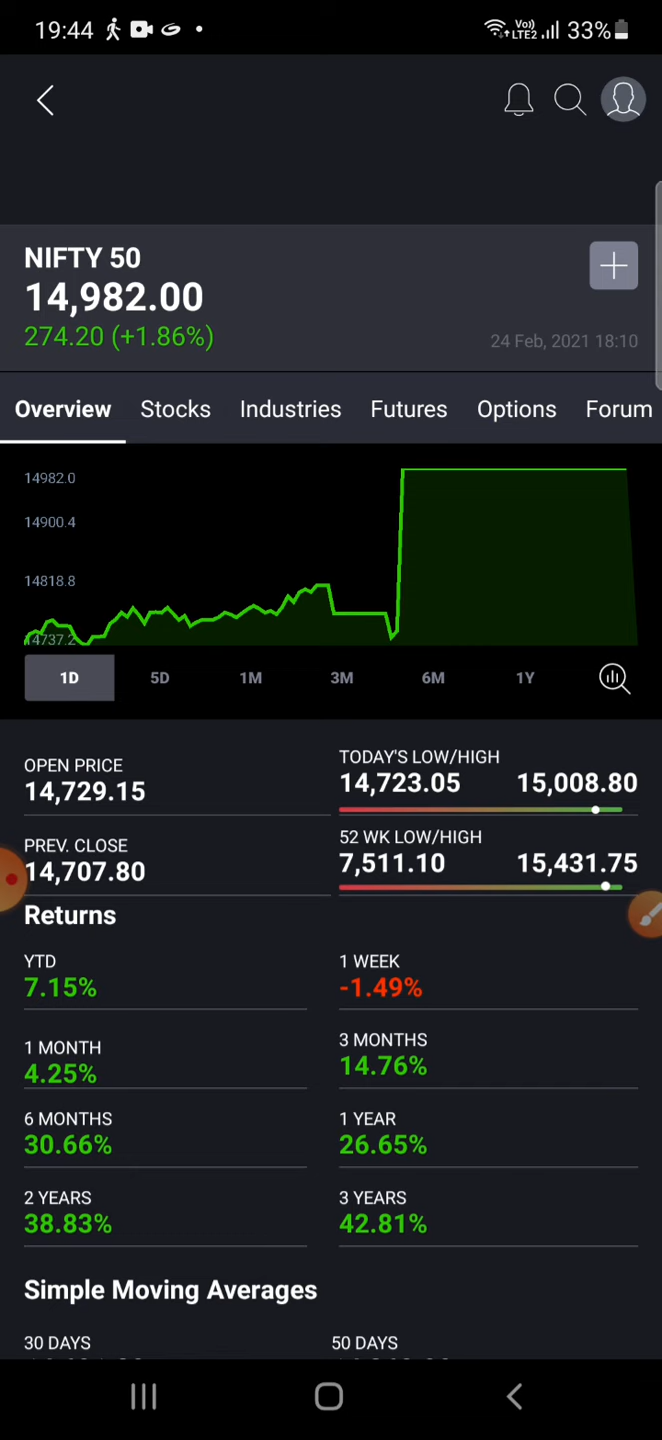 19:44 Vo)) LTE2 33%
NIFTY 50
14,982.00
274.20 (+1.86%)
24 Feb, 2021 18:10
Overview Stocks Industries Futures Options Forum
14982.0
14900.4
14818.8
14737.2
1D 5D 1M 3M 6M 1Y
OPEN PRICE
14,729.15
TODAY'S LOW/HIGH
14,723.05 15,008.80
PREV. CLOSE
14,707.80
52 WK LOW/HIGH
7,511.10 15,431.75
Returns
YTD
7.15%
1 WEEK
-1.49%
1 MONTH
4.25%
3 MONTHS
14.76%
6 MONTHS
30.66%
1 YEAR
26.65%
2 YEARS
38.83%
3 YEARS
42.81%
Simple Moving Averages
30 DAYS 50 DAYS